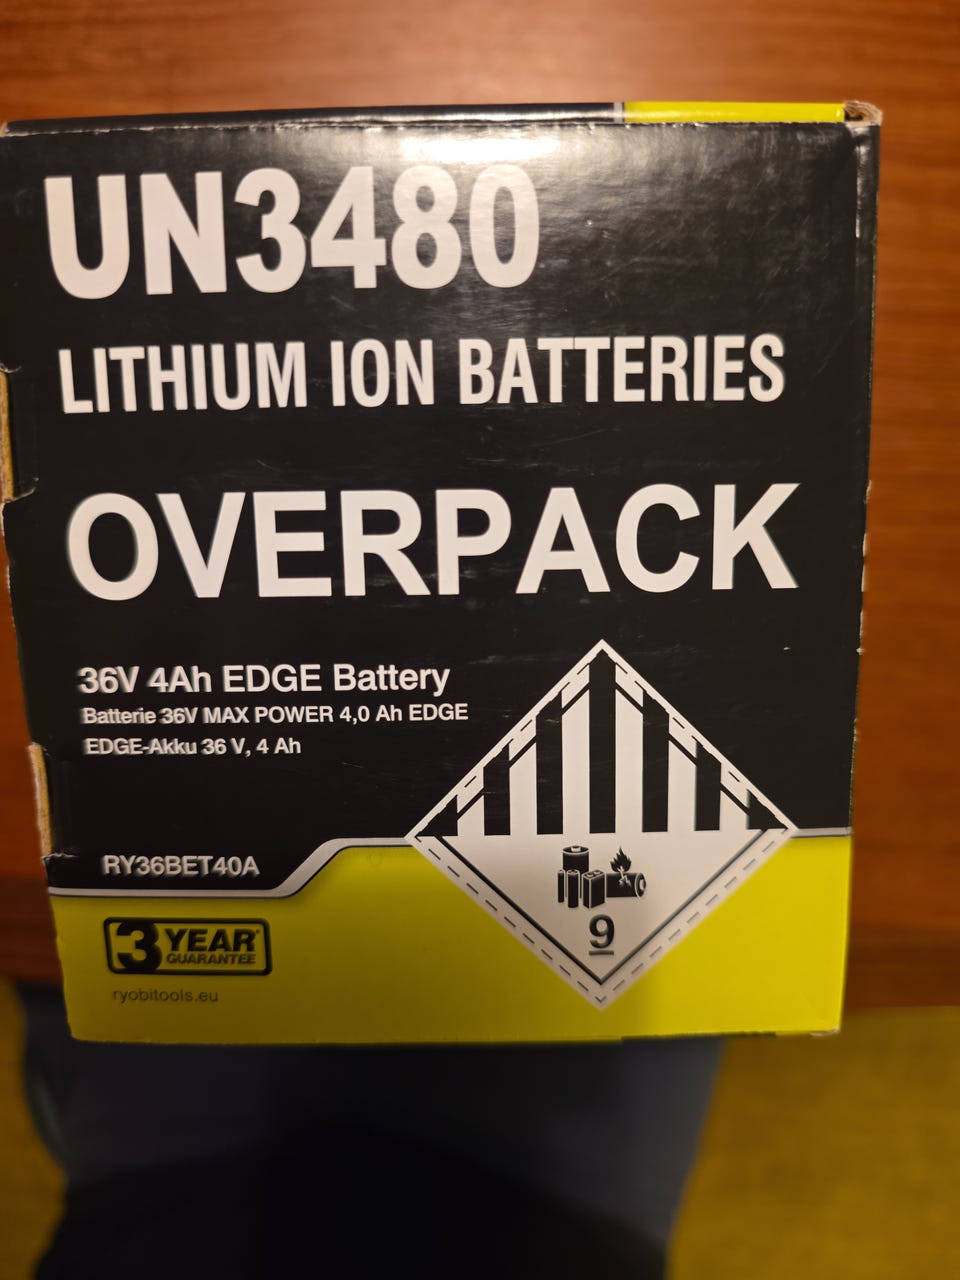 UN3480
LITHIUM ION BATTERIES
OVERPACK
36V 4Ah EDGE Battery
Batterie 36V MAX POWER 4,0 Ah EDGE
EDGE-Akku 36 V, 4 Ah
RY36BET40A
3 YEAR
GUARANTEE
ryobitools.eu
9